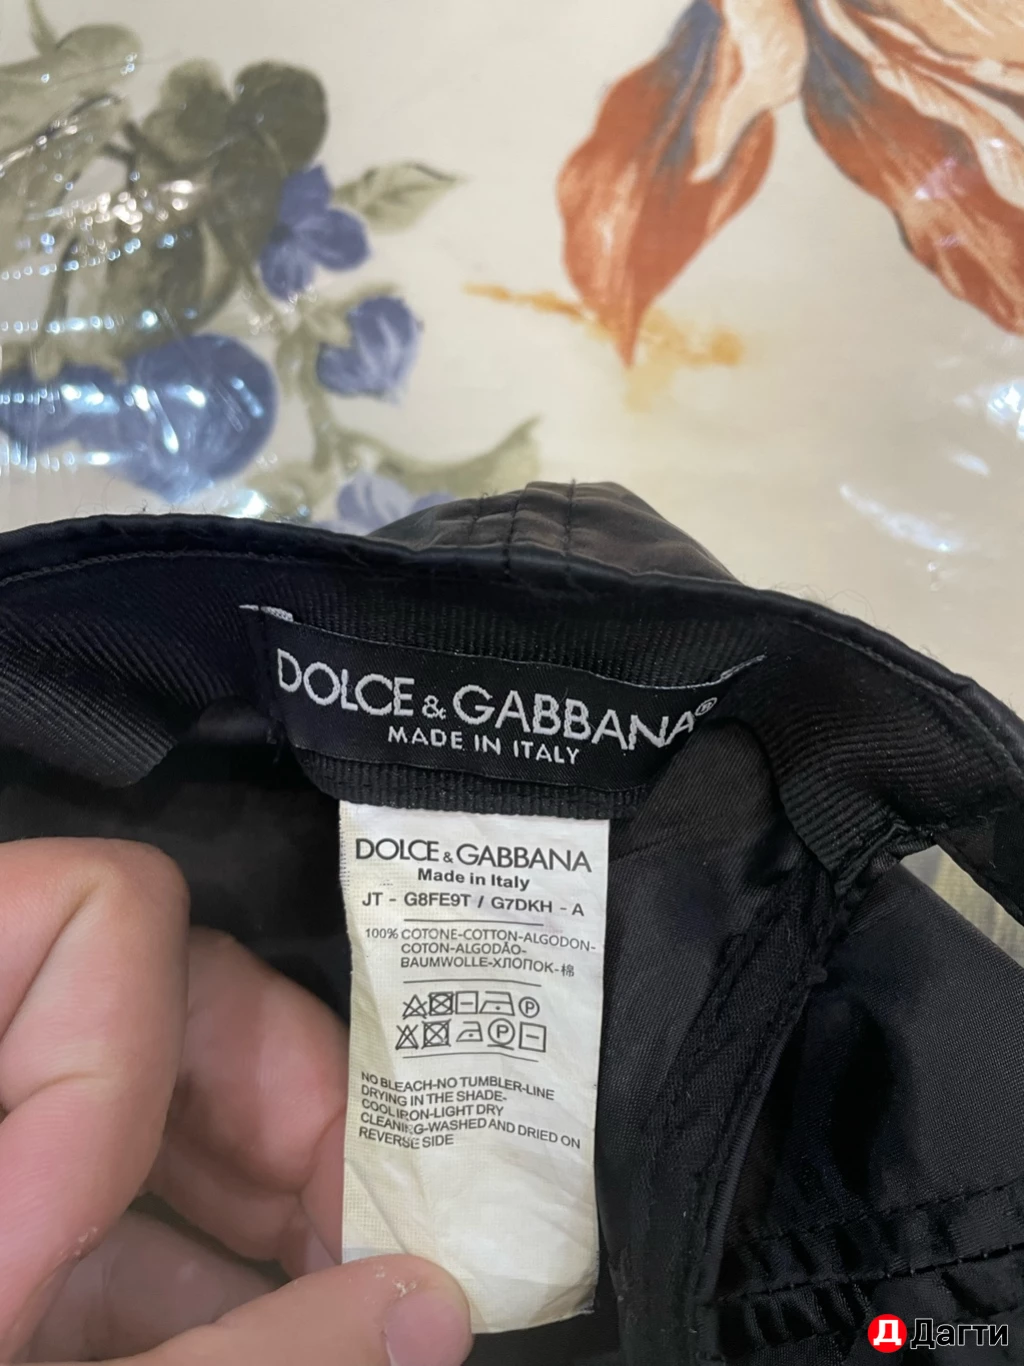 DOLCE & GABBANA®
MADE IN ITALY
DOLCE & GABBANA
Made in Italy
JT - G8FE9T / G7DKH - A
100% COTONE-COTTON-ALGODON-
COTON-ALGODÃO-
BAUMWOLLE-ХЛОПОК-棉
P
P
NO BLEACH-NO TUMBLER-LINE
DRYING IN THE SHADE-
COOL IRON-LIGHT DRY
CLEANING-WASHED AND DRIED ON
REVERSE SIDE
Д Дагти